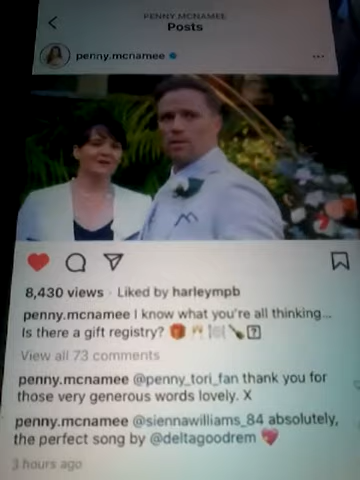 PENNY MCNAMEE
Posts
penny.mcnamee
8,430 views · Liked by harleympb
penny.mcnamee I know what you're all thinking...
Is there a gift registry? 🎁 🥂 🍽 🍾 ⍰
View all 73 comments
penny.mcnamee @penny_tori_fan thank you for
those very generous words lovely. X
penny.mcnamee @siennawilliams_84 absolutely,
the perfect song by @deltagoodrem 💖
3 hours ago